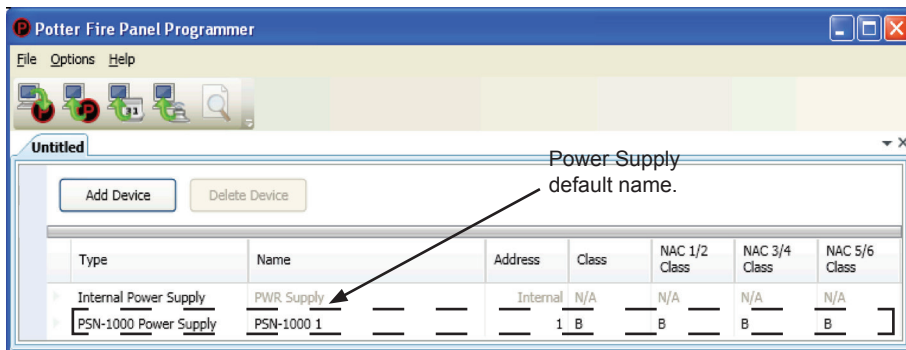 Potter Fire Panel Programmer
File Options Help
Untitled
Power Supply
default name.
Add Device Delete Device
Type Name Address Class NAC 1/2 Class NAC 3/4 Class NAC 5/6 Class
Internal Power Supply PWR Supply Internal N/A N/A N/A N/A
PSN-1000 Power Supply PSN-1000 1 1 B B B B